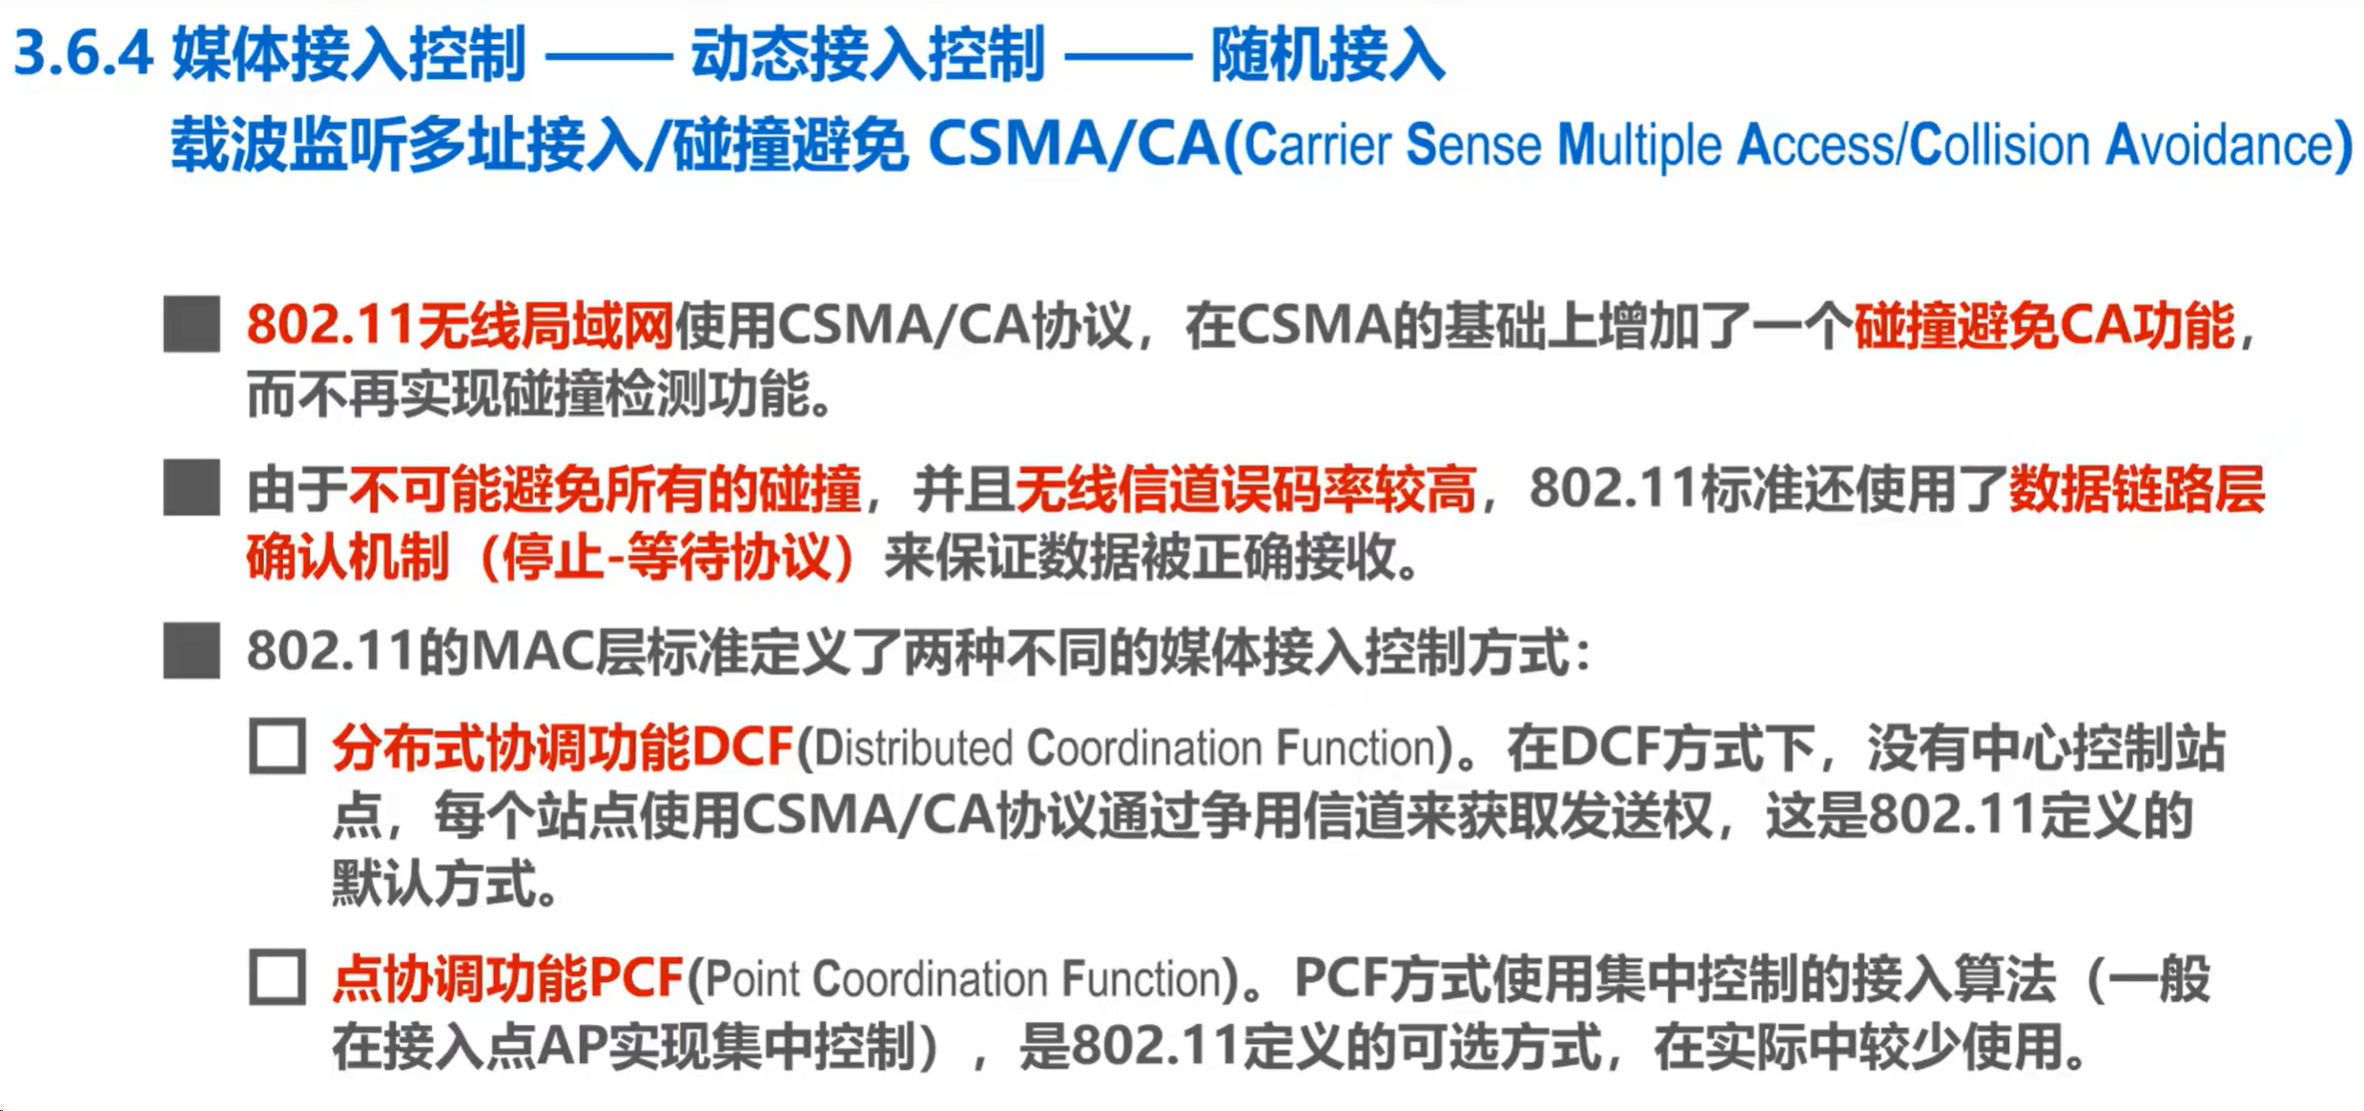 3.6.4 媒体接入控制 —— 动态接入控制 —— 随机接入
载波监听多址接入/碰撞避免 CSMA/CA(Carrier Sense Multiple Access/Collision Avoidance)
802.11无线局域网使用CSMA/CA协议，在CSMA的基础上增加了一个碰撞避免CA功能，
而不再实现碰撞检测功能。
由于不可能避免所有的碰撞，并且无线信道误码率较高，802.11标准还使用了数据链路层
确认机制（停止-等待协议）来保证数据被正确接收。
802.11的MAC层标准定义了两种不同的媒体接入控制方式：
分布式协调功能DCF(Distributed Coordination Function)。在DCF方式下，没有中心控制站
点，每个站点使用CSMA/CA协议通过争用信道来获取发送权，这是802.11定义的
默认方式。
点协调功能PCF(Point Coordination Function)。PCF方式使用集中控制的接入算法（一般
在接入点AP实现集中控制），是802.11定义的可选方式，在实际中较少使用。